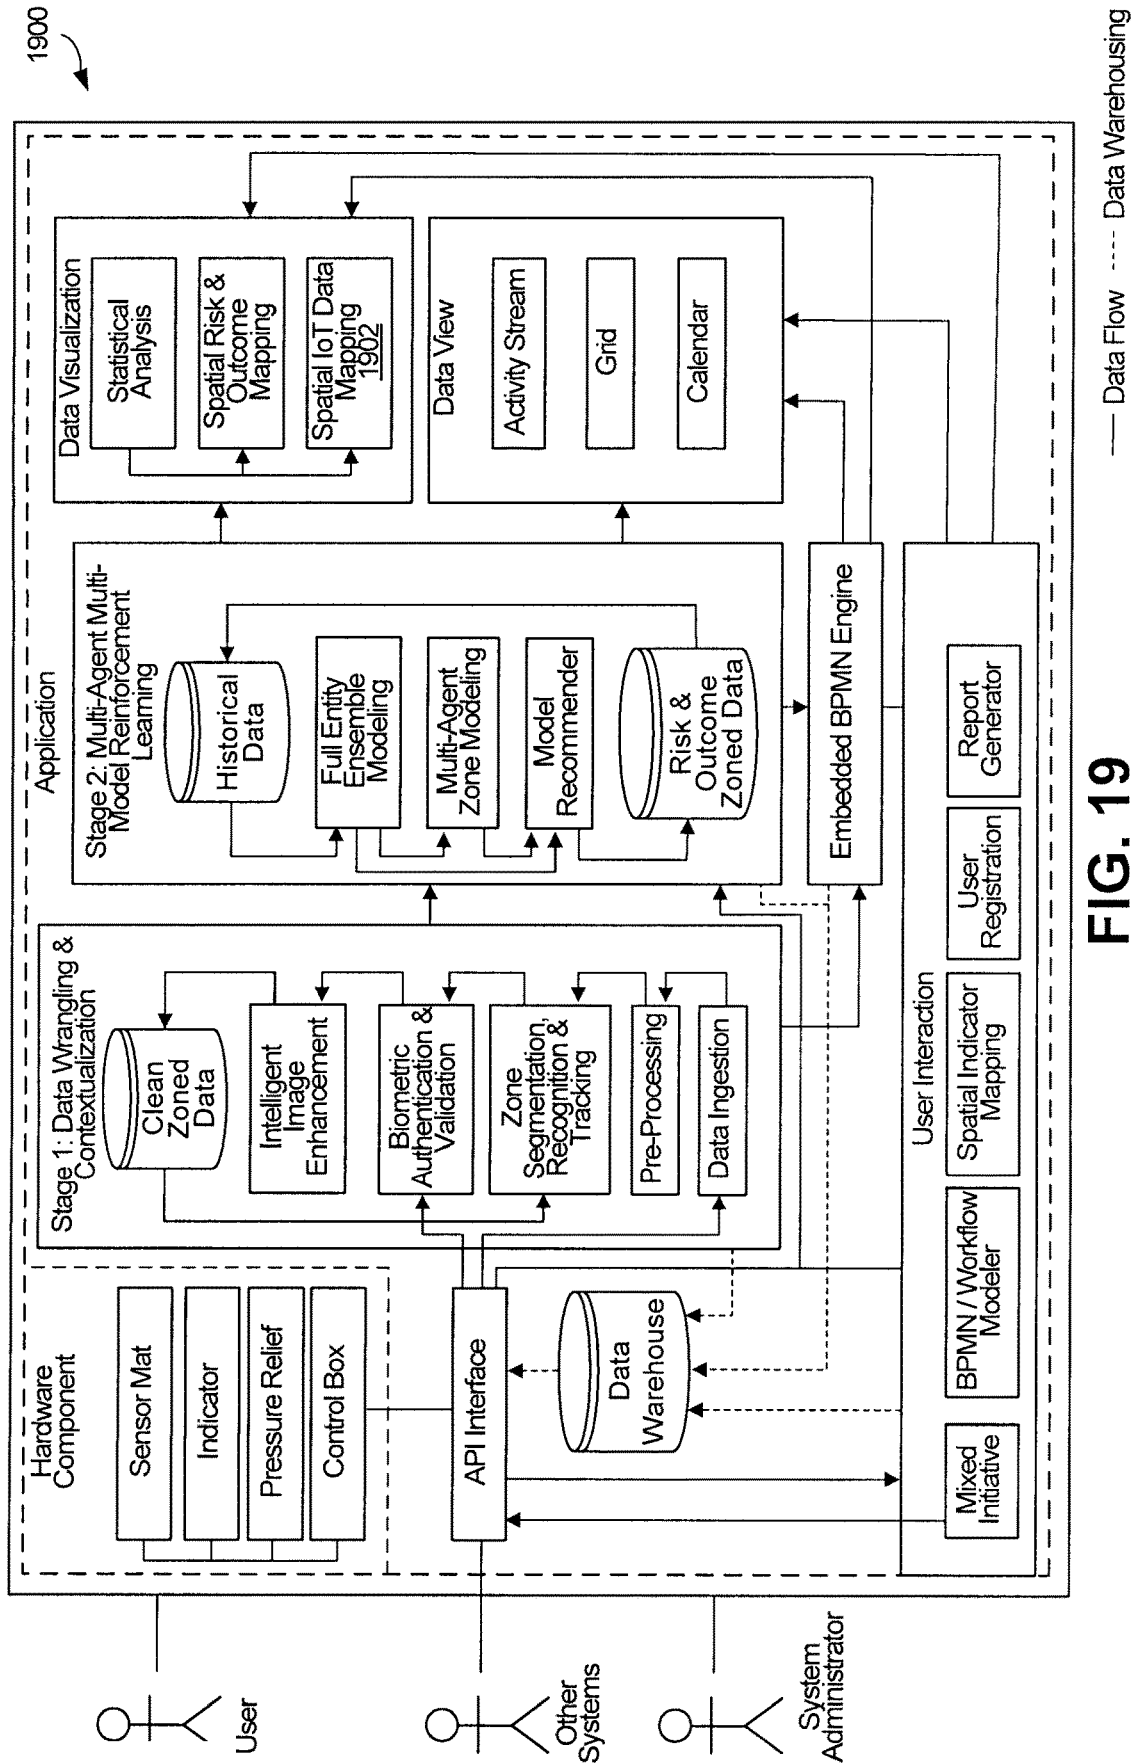 1900
Application
Hardware
Component
Sensor Mat
Indicator
Pressure Relief
Control Box
API Interface
Data
Warehouse
Stage 1: Data Wrangling &
Contextualization
Clean
Zoned
Data
Intelligent
Image
Enhancement
Biometric
Authentication &
Validation
Zone
Segmentation,
Recognition &
Tracking
Pre-Processing
Data Ingestion
Stage 2: Multi-Agent Multi-
Model Reinforcement
Learning
Historical
Data
Full Entity
Ensemble
Modeling
Multi-Agent
Zone Modeling
Model
Recommender
Risk &
Outcome
Zoned Data
Embedded BPMN Engine
Data Visualization
Statistical
Analysis
Spatial Risk &
Outcome
Mapping
Spatial IoT Data
Mapping
1902
Data View
Activity Stream
Grid
Calendar
User Interaction
Mixed
Initiative
BPMN / Workflow
Modeler
Spatial Indicator
Mapping
User
Registration
Report
Generator
User
Other
Systems
System
Administrator
Data Flow
Data Warehousing
FIG. 19